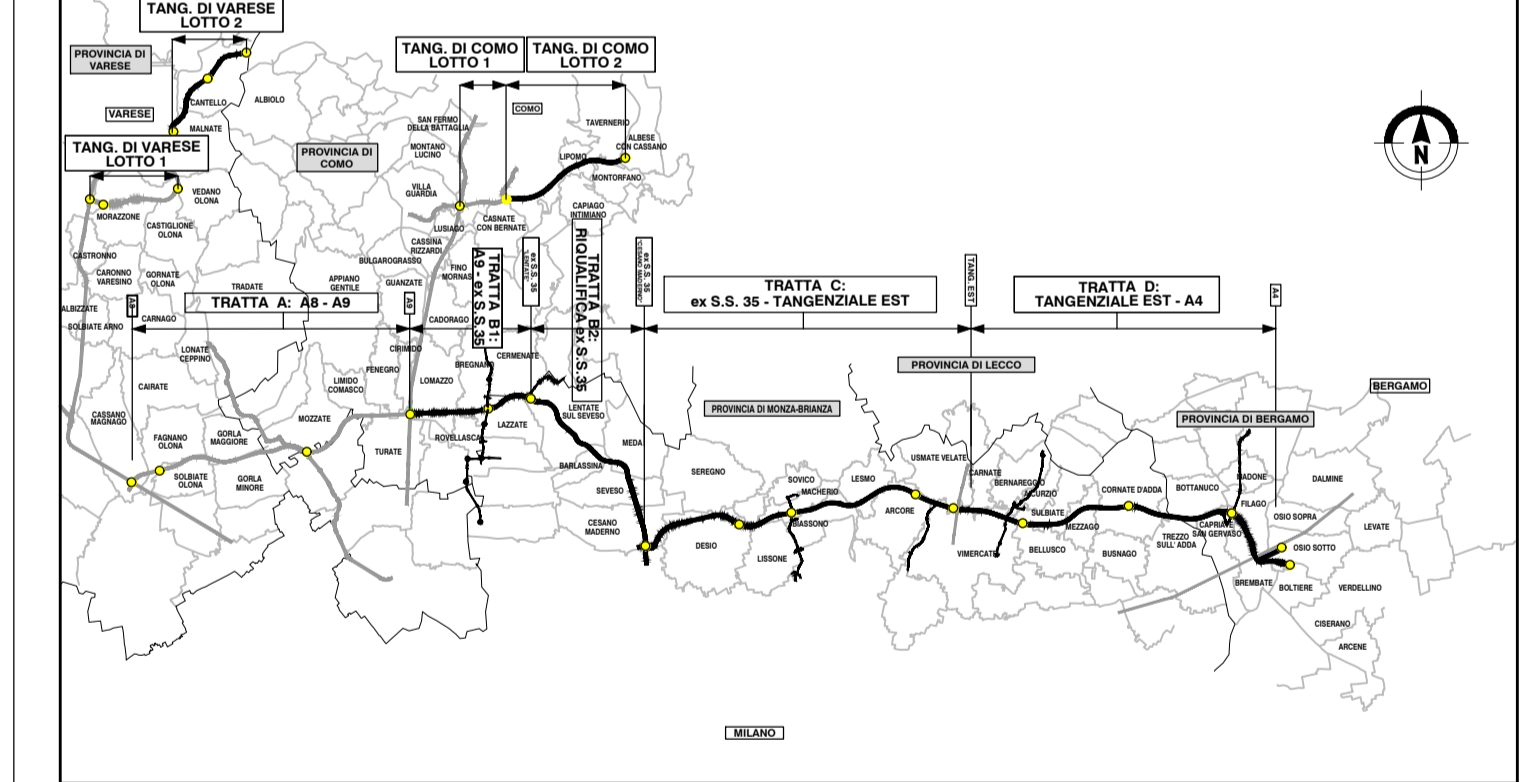 TANG. DI VARESE
LOTTO 2
PROVINCIA DI
VARESE
VARESE
CANTELLO
ALBIOLO
MALNATE
TANG. DI VARESE
LOTTO 1
PROVINCIA DI
COMO
TANG. DI COMO
LOTTO 1
TANG. DI COMO
LOTTO 2
COMO
SAN FERMO
DELLA BATTAGLIA
TAVERNERIO
MONTANO
LUCINO
LIPOMO
ALBESE
CON CASSANO
MONTORFANO
VILLA
GUARDIA
N
VEDANO
OLONA
MORAZZONE
CASTIGLIONE
OLONA
LUSIAGO
CASNATE
CON BERNATE
CAPIAGO
INTIMIANO
CASTRONNO
CARONNO
VARESINO
GORNATE
OLONA
TRADATE
APPIANO
GENTILE
BULGAROGRASSO
CASSINA
RIZZARDI
GUANZATE
FINO
MORNAS
ALBIZZATE
SOLBIATE ARNO
CARNAGO
A8
TRATTA A: A8 - A9
A9
CADORAGO
TRATTA B1:
A9 - ex S.S.35
ex S.S. 35
"LENTATE"
TRATTA B2:
RIQUALIFICA ex S.S.35
ex S.S. 35
"CESANO MADERNO"
TRATTA C:
ex S.S. 35 - TANGENZIALE EST
TANG. EST
TRATTA D:
TANGENZIALE EST - A4
A4
LONATE
CEPPINO
CIRIMIDO
FENEGRO
LIMIDO
COMASCO
LOMAZZO
BREGNANO
CERMENATE
PROVINCIA DI LECCO
BERGAMO
CAIRATE
CASSANO
MAGNAGO
MOZZATE
LAZZATE
LENTATE
SUL SEVESO
PROVINCIA DI MONZA-BRIANZA
PROVINCIA DI BERGAMO
FAGNANO
OLONA
GORLA
MAGGIORE
ROVELLASCA
TURATE
MEDA
SOLBIATE
OLONA
GORLA
MINORE
BARLASSINA
SEREGNO
SEVESO
SOVICO
MACHERIO
LESMO
USMATE VELATE
CARNATE
BERNAREGGIO
AICURZIO
CORNATE D'ADDA
BOTTANUCO
MADONE
DALMINE
CESANO
MADERNO
DESIO
BIASSONO
LISSONE
ARCORE
SULBIATE
MEZZAGO
FILAGO
CAPRIATE
SAN GERVASO
OSIO SOPRA
LEVATE
VIMERCATE
BELLUSCO
BUSNAGO
TREZZO
SULL' ADDA
OSIO SOTTO
BREMBATE
BOLTIERE
VERDELLINO
CISERANO
ARCENE
MILANO